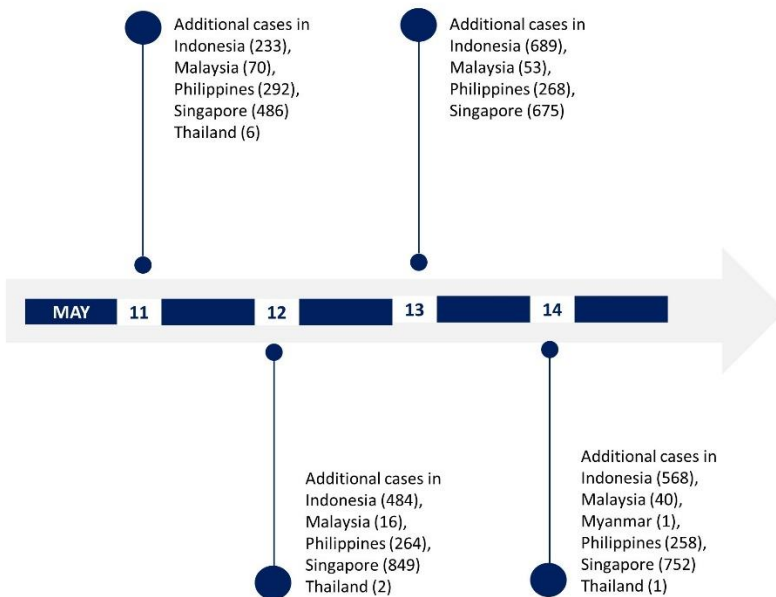 Additional cases in
Indonesia (233),
Malaysia (70),
Philippines (292),
Singapore (486)
Thailand (6)
Additional cases in
Indonesia (689),
Malaysia (53),
Philippines (268),
Singapore (675)
MAY 11 12 13 14
Additional cases in
Indonesia (484),
Malaysia (16),
Philippines (264),
Singapore (849)
Thailand (2)
Additional cases in
Indonesia (568),
Malaysia (40),
Myanmar (1),
Philippines (258),
Singapore (752)
Thailand (1)